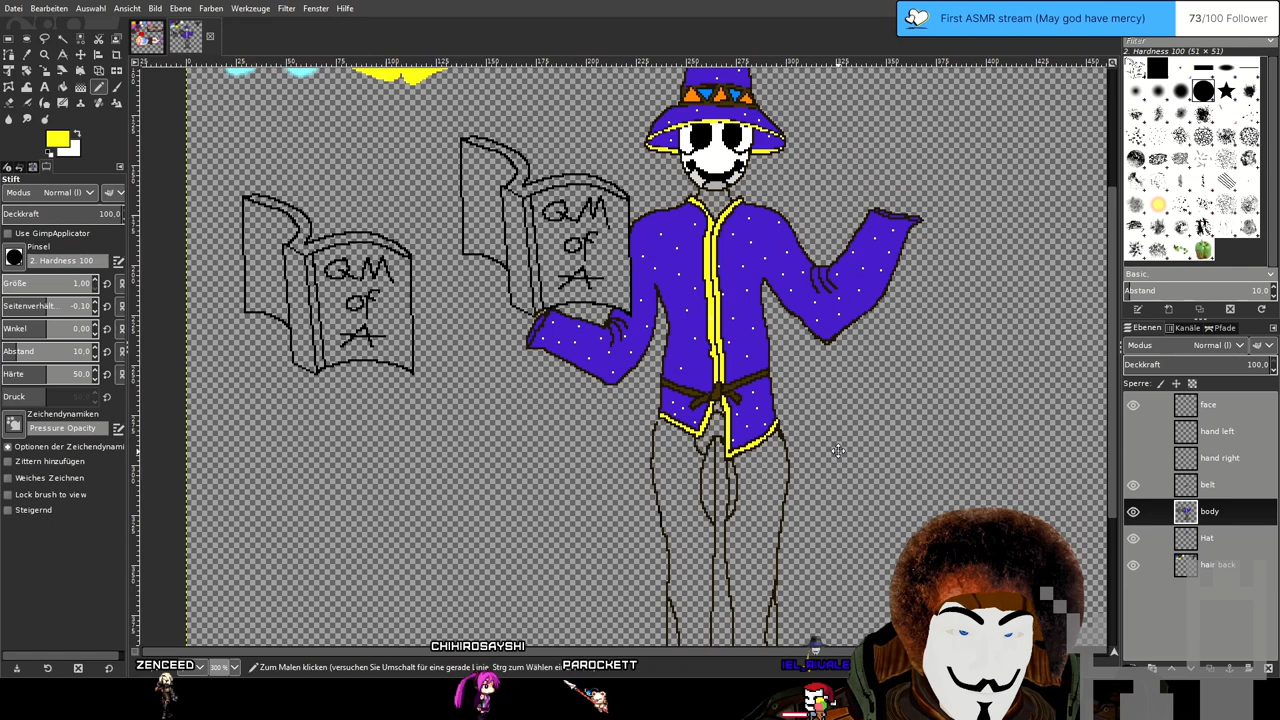 Datei Bearbeiten Auswahl Ansicht Bild Ebene Farben Werkzeuge Filter Fenster Hilfe
First ASMR stream (May god have mercy) 73/100 Follower
Filter
2. Hardness 100 (51 × 51)
Stift
Modus Normal (l)
Deckkraft 100,0
Use GimpApplicator
Pinsel
2. Hardness 100
Größe 1,00
Seitenverhält... -0,10
Winkel 0,00
Abstand 10,0
Härte 50,0
Druck
Zeichendynamiken
Pressure Opacity
Optionen der Zeichendynami
Zittern hinzufügen
Weiches Zeichnen
Lock brush to view
Steigernd
QM
of
A
QM
of
A
Basic,
Abstand 10,0
Ebenen Kanäle Pfade
Modus Normal (l)
Deckkraft 100,0
Sperre:
face
hand left
hand right
belt
body
Hat
hair back
CHIHIROSAYSHI
ZENCEED
300 %
Zum Malen klicken (versuchen Sie Umschalt für eine gerade Linie, Strg zum Wählen ei
PAROCKETT